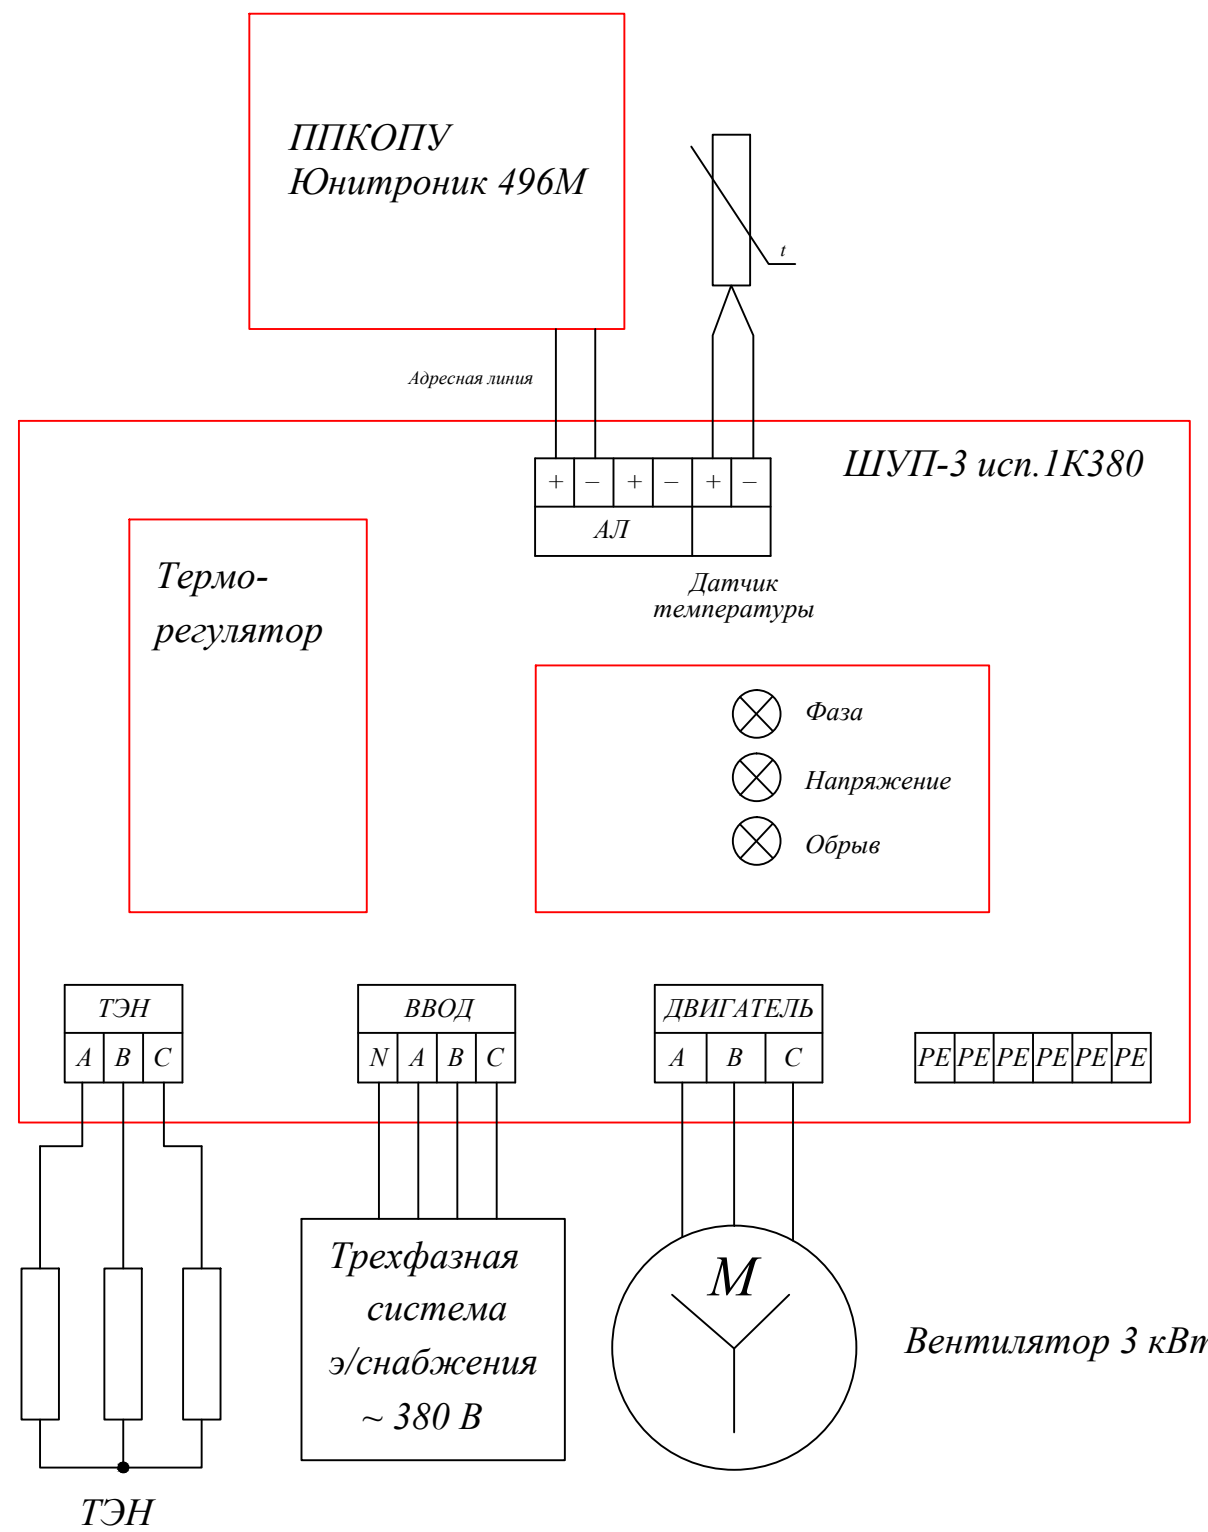 ППКОПУ
Юнитроник 496М
t
Адресная линия
ШУП-3 исп.1К380
+ – + – + –
АЛ
Датчик
температуры
Термо-
регулятор
Фаза
Напряжение
Обрыв
ТЭН
A B C
ВВОД
N A B C
ДВИГАТЕЛЬ
A B C
PE PE PE PE PE PE
Трехфазная
система
э/снабжения
~ 380 В
М
Вентилятор 3 кВт
ТЭН